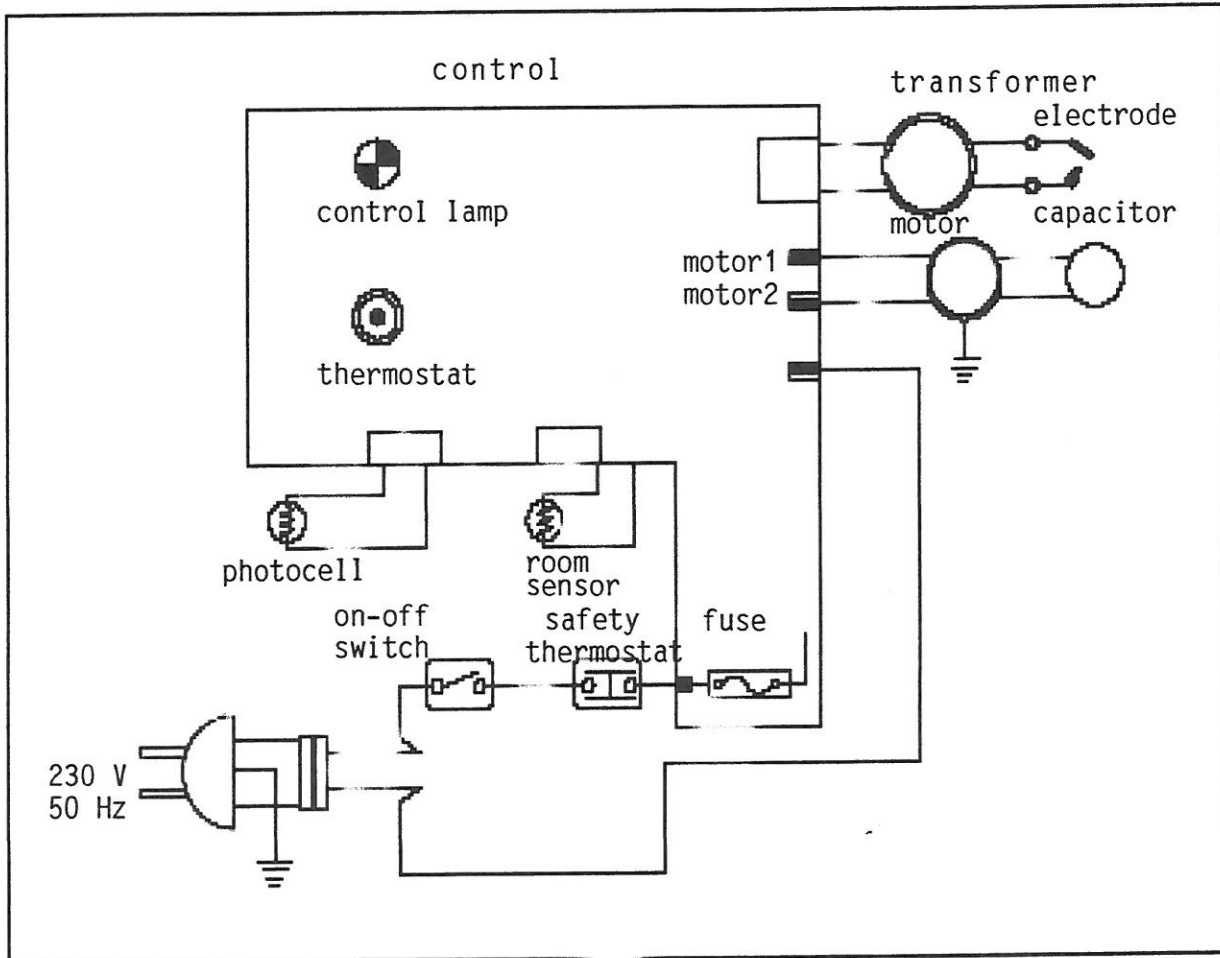 control
transformer
electrode
control lamp
motor
capacitor
motor1
motor2
thermostat
photocell
room
sensor
on-off
switch
safety
thermostat
fuse
230 V
50 Hz